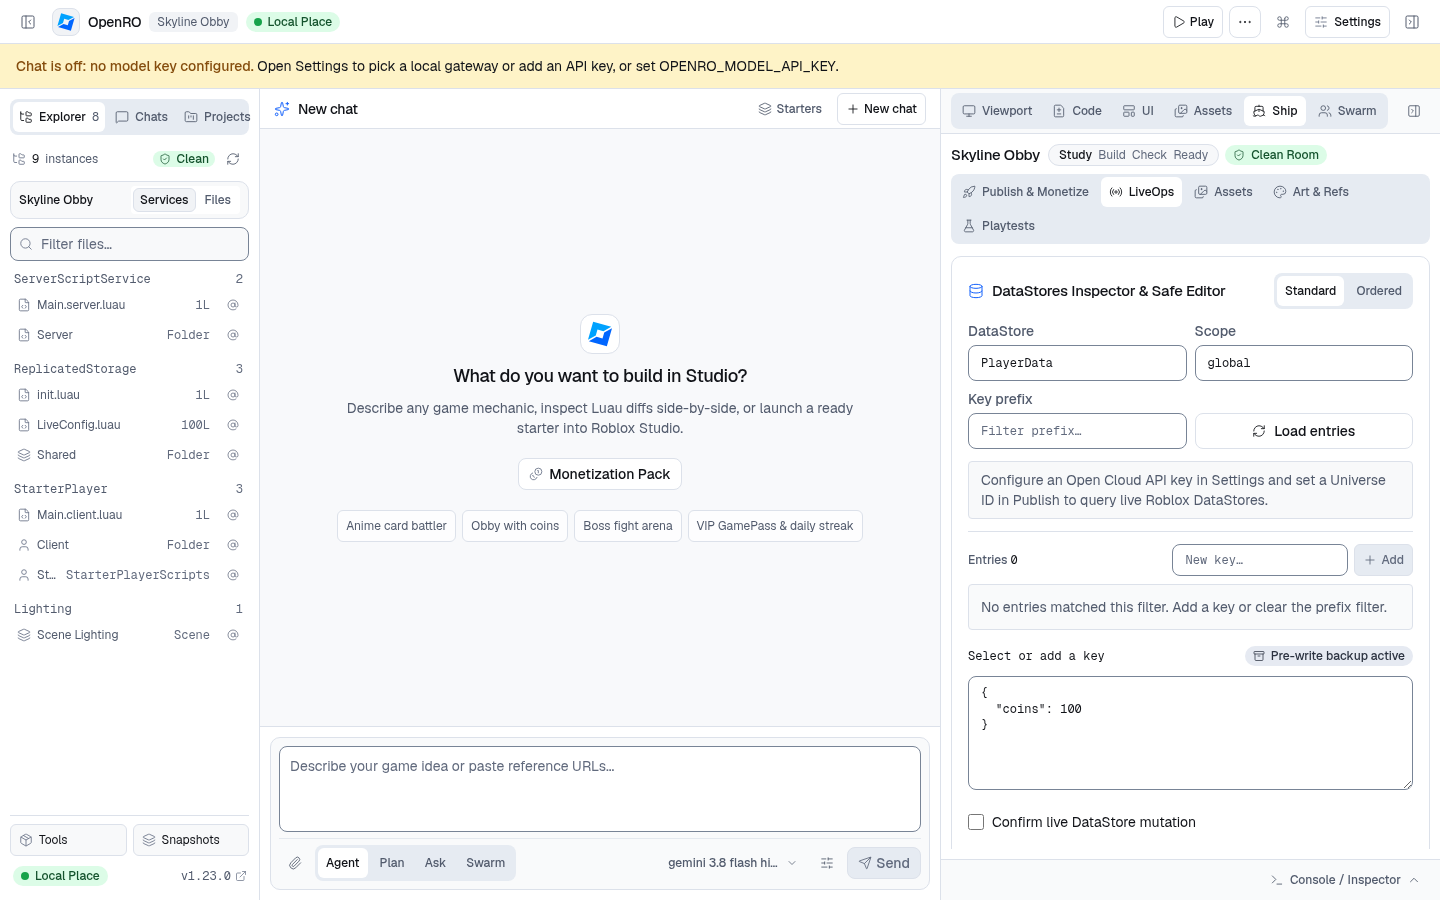 OpenRO
Skyline Obby
Local Place
Play
Settings
Chat is off: no model key configured. Open Settings to pick a local gateway or add an API key, or set OPENRO_MODEL_API_KEY.
Explorer 8
Chats
Projects
9 instances
Clean
Skyline Obby
Services
Files
Filter files...
ServerScriptService 2
Main.server.luau 1L
Server Folder
ReplicatedStorage 3
init.luau 1L
LiveConfig.luau 100L
Shared Folder
StarterPlayer 3
Main.client.luau 1L
Client Folder
St... StarterPlayerScripts
Lighting 1
Scene Lighting Scene
Tools
Snapshots
Local Place
v1.23.0
New chat
Starters
New chat
What do you want to build in Studio?
Describe any game mechanic, inspect Luau diffs side-by-side, or launch a ready
starter into Roblox Studio.
Monetization Pack
Anime card battler
Obby with coins
Boss fight arena
VIP GamePass & daily streak
Describe your game idea or paste reference URLs...
Agent
Plan
Ask
Swarm
gemini 3.8 flash hi...
Send
Viewport
Code
UI
Assets
Ship
Swarm
Skyline Obby
Study Build Check Ready
Clean Room
Publish & Monetize
LiveOps
Assets
Art & Refs
Playtests
DataStores Inspector & Safe Editor
Standard
Ordered
DataStore
Scope
PlayerData
global
Key prefix
Filter prefix...
Load entries
Configure an Open Cloud API key in Settings and set a Universe
ID in Publish to query live Roblox DataStores.
Entries 0
New key...
Add
No entries matched this filter. Add a key or clear the prefix filter.
Select or add a key
Pre-write backup active
{
"coins": 100
}
Confirm live DataStore mutation
Console / Inspector